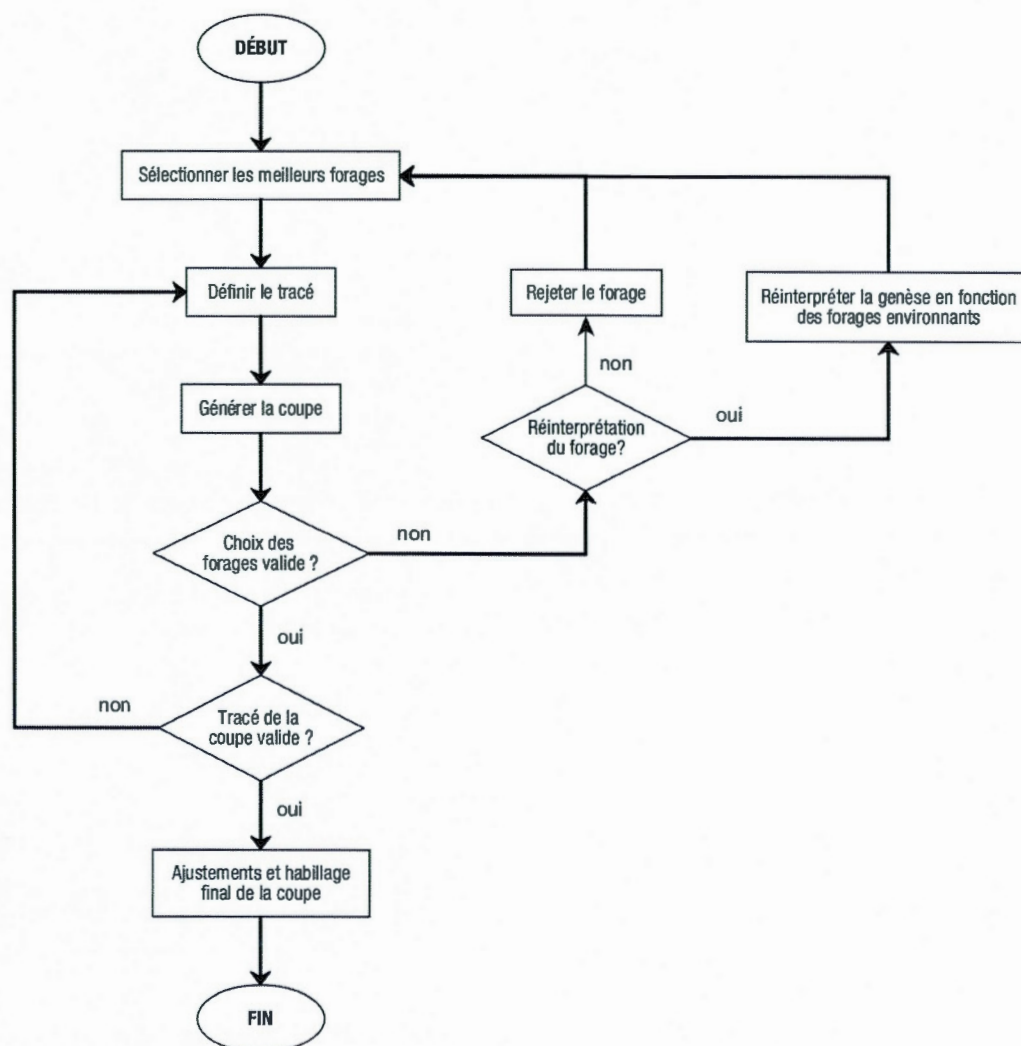 DÉBUT
Sélectionner les meilleurs forages
Définir le tracé
Rejeter le forage
Réinterpréter la genèse en fonction
des forages environnants
non
Générer la coupe
Réinterprétation
du forage?
oui
Choix des
forages valide ?
non
oui
non
Tracé de la
coupe valide ?
oui
Ajustements et habillage
final de la coupe
FIN